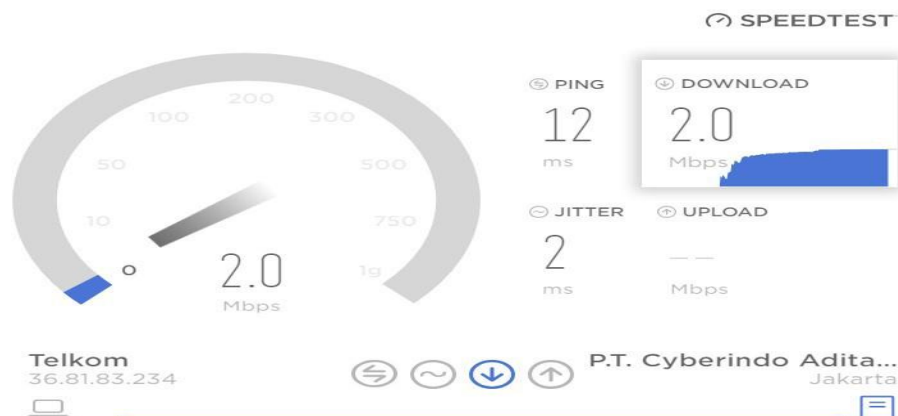 SPEEDTEST
PING
12
ms
DOWNLOAD
2.0
Mbps
JITTER
2
ms
UPLOAD
— —
Mbps
0
10
50
100
200
300
500
750
1g
2.0
Mbps
Telkom
36.81.83.234
P.T. Cyberindo Adita...
Jakarta